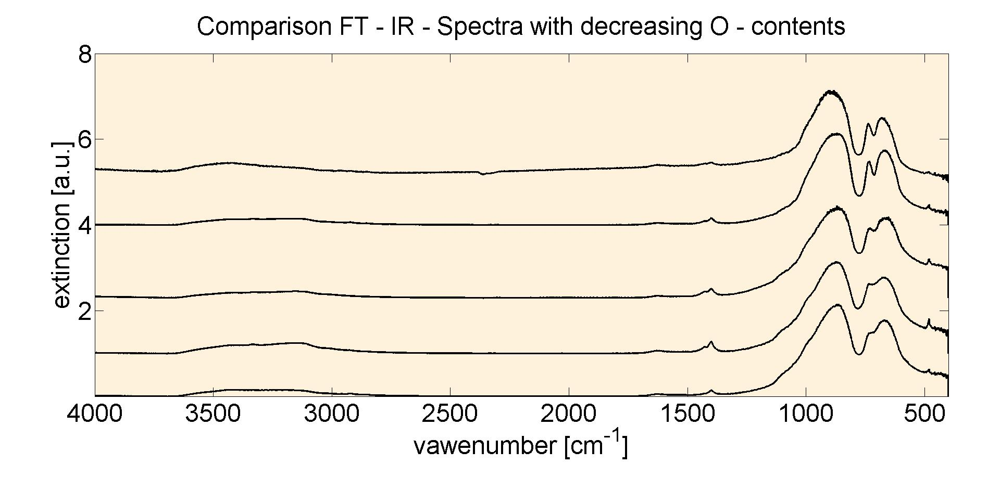 Comparison FT - IR - Spectra with decreasing O - contents
8
6
4
2
extinction [a.u.]
4000 3500 3000 2500 2000 1500 1000 500
vawenumber [cm-1]